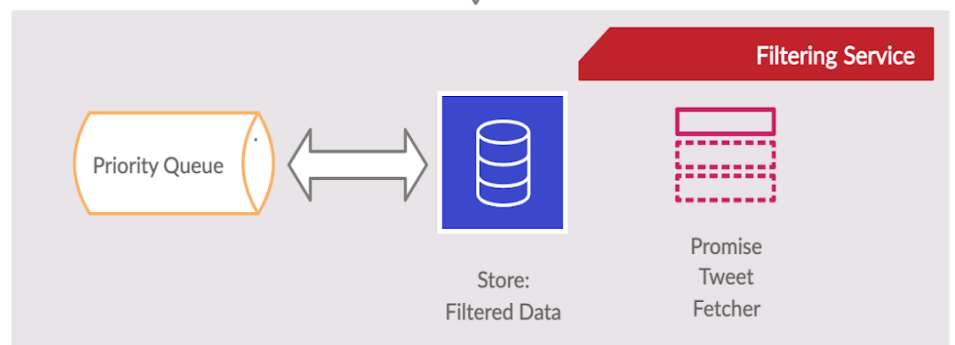 Filtering Service
Priority Queue
Store:
Filtered Data
Promise
Tweet
Fetcher